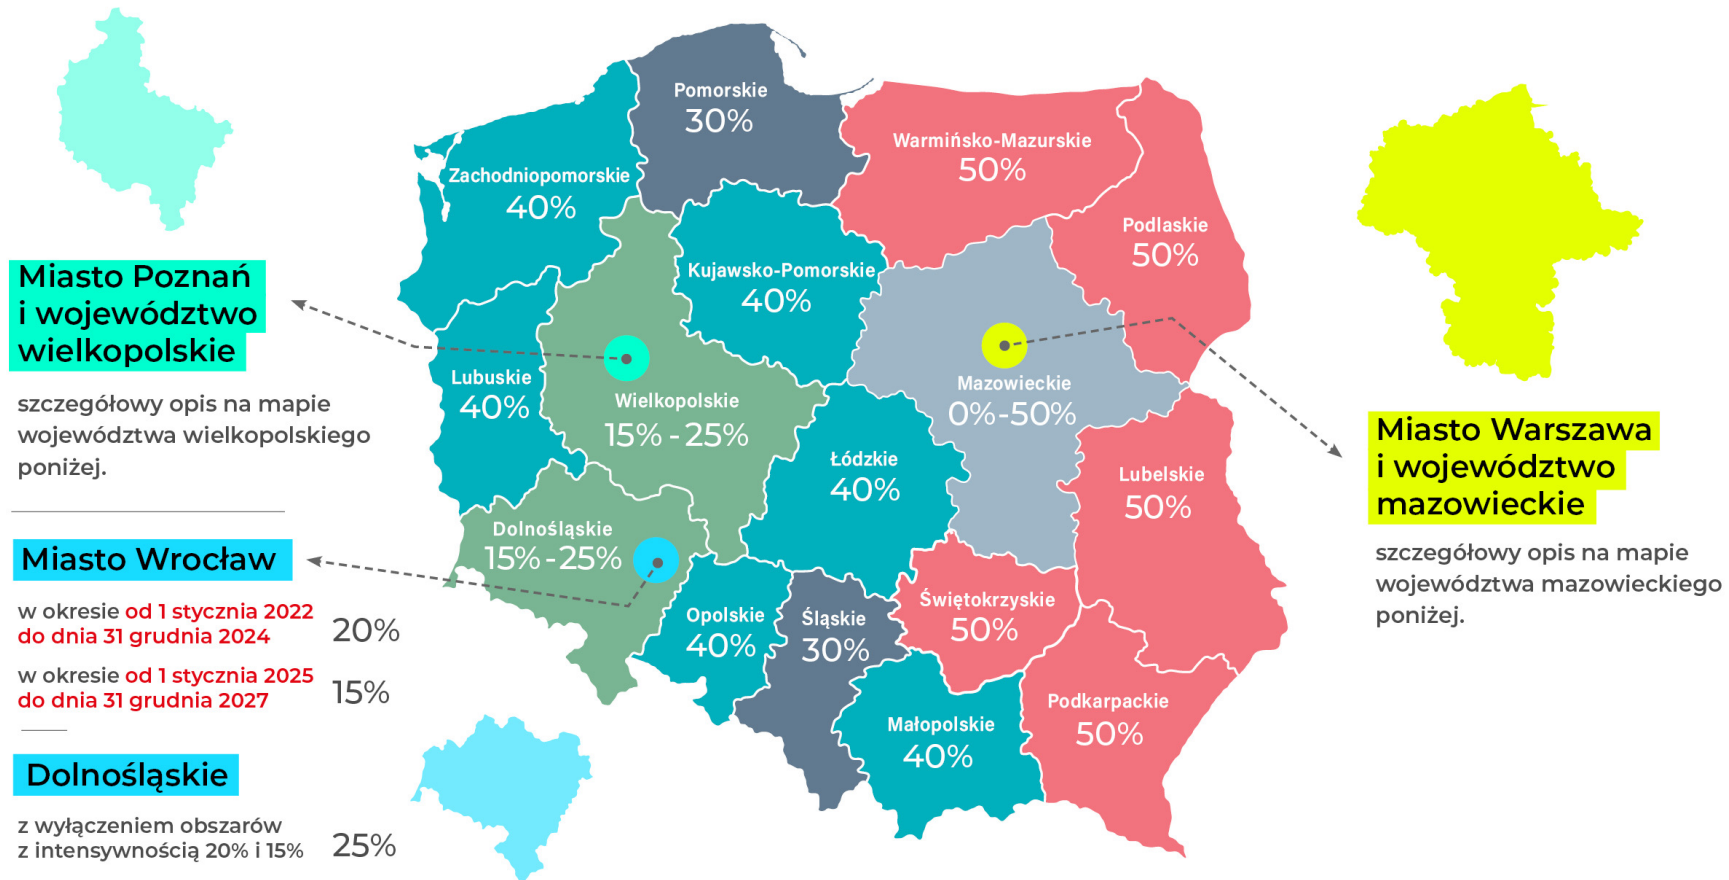 Miasto Poznań
i województwo
wielkopolskie
szczegółowy opis na mapie
województwa wielkopolskiego
poniżej.
Miasto Wrocław
w okresie od 1 stycznia 2022
do dnia 31 grudnia 2024
20%
w okresie od 1 stycznia 2025
do dnia 31 grudnia 2027
15%
Dolnośląskie
z wyłączeniem obszarów
z intensywnością 20% i 15%
25%
Pomorskie
30%
Warmińsko-Mazurskie
50%
Zachodniopomorskie
40%
Podlaskie
50%
Kujawsko-Pomorskie
40%
Lubuskie
40%
Wielkopolskie
15% - 25%
Mazowieckie
0%-50%
Łódzkie
40%
Lubelskie
50%
Dolnośląskie
15% - 25%
Opolskie
40%
Śląskie
30%
Świętokrzyskie
50%
Małopolskie
40%
Podkarpackie
50%
Miasto Warszawa
i województwo
mazowieckie
szczegółowy opis na mapie
województwa mazowieckiego
poniżej.